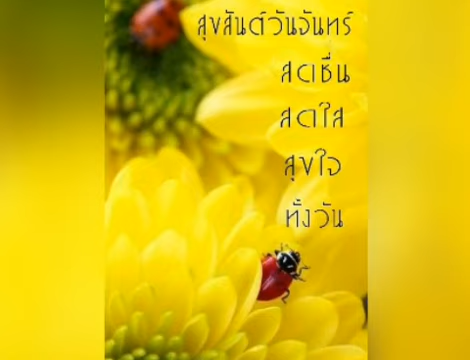 สุขสันต์วันจันทร์
สดชื่น
สดใส
สุขใจ
ทั้งวัน